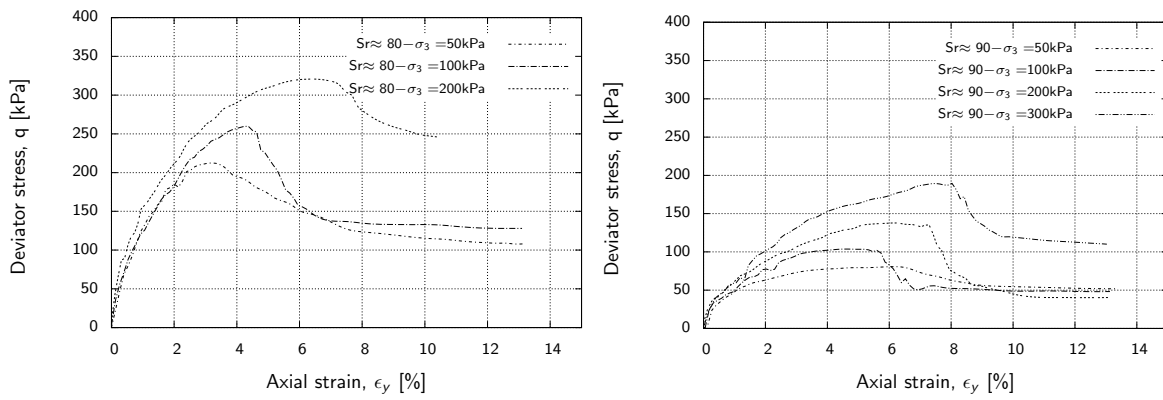 Deviator stress, q [kPa]
400
350
300
250
200
150
100
50
0
Sr≈ 80−σ₃ =50kPa
Sr≈ 80−σ₃ =100kPa
Sr≈ 80−σ₃ =200kPa
0 2 4 6 8 10 12 14
Axial strain, ϵ_y [%]
Deviator stress, q [kPa]
400
350
300
250
200
150
100
50
0
Sr≈ 90−σ₃ =50kPa
Sr≈ 90−σ₃ =100kPa
Sr≈ 90−σ₃ =200kPa
Sr≈ 90−σ₃ =300kPa
0 2 4 6 8 10 12 14
Axial strain, ϵ_y [%]